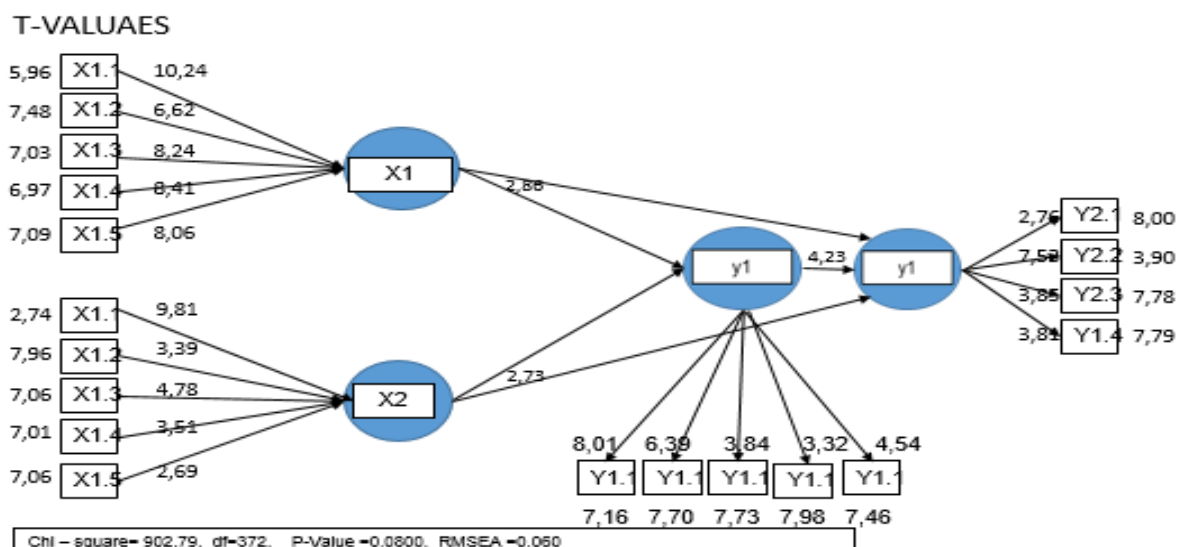 T-VALUAES
5,96 X1.1 10,24
7,48 X1.2 6,62
7,03 X1.3 8,24
6,97 X1.4 8,41
7,09 X1.5 8,06
X1
2,86
2,74 X1.1 9,81
7,96 X1.2 3,39
7,06 X1.3 4,78
7,01 X1.4 3,51
7,06 X1.5 2,69
X2
2,73
y1 4,23 y1
2,76 Y2.1 8,00
7,52 Y2.2 3,90
3,85 Y2.3 7,78
3,81 Y1.4 7,79
8,01 6,39 3,84 3,32 4,54
Y1.1 Y1.1 Y1.1 Y1.1 Y1.1
7,16 7,70 7,73 7,98 7,46
Chi – square= 902.79, df=372, P-Value =0.0800, RMSEA =0.060